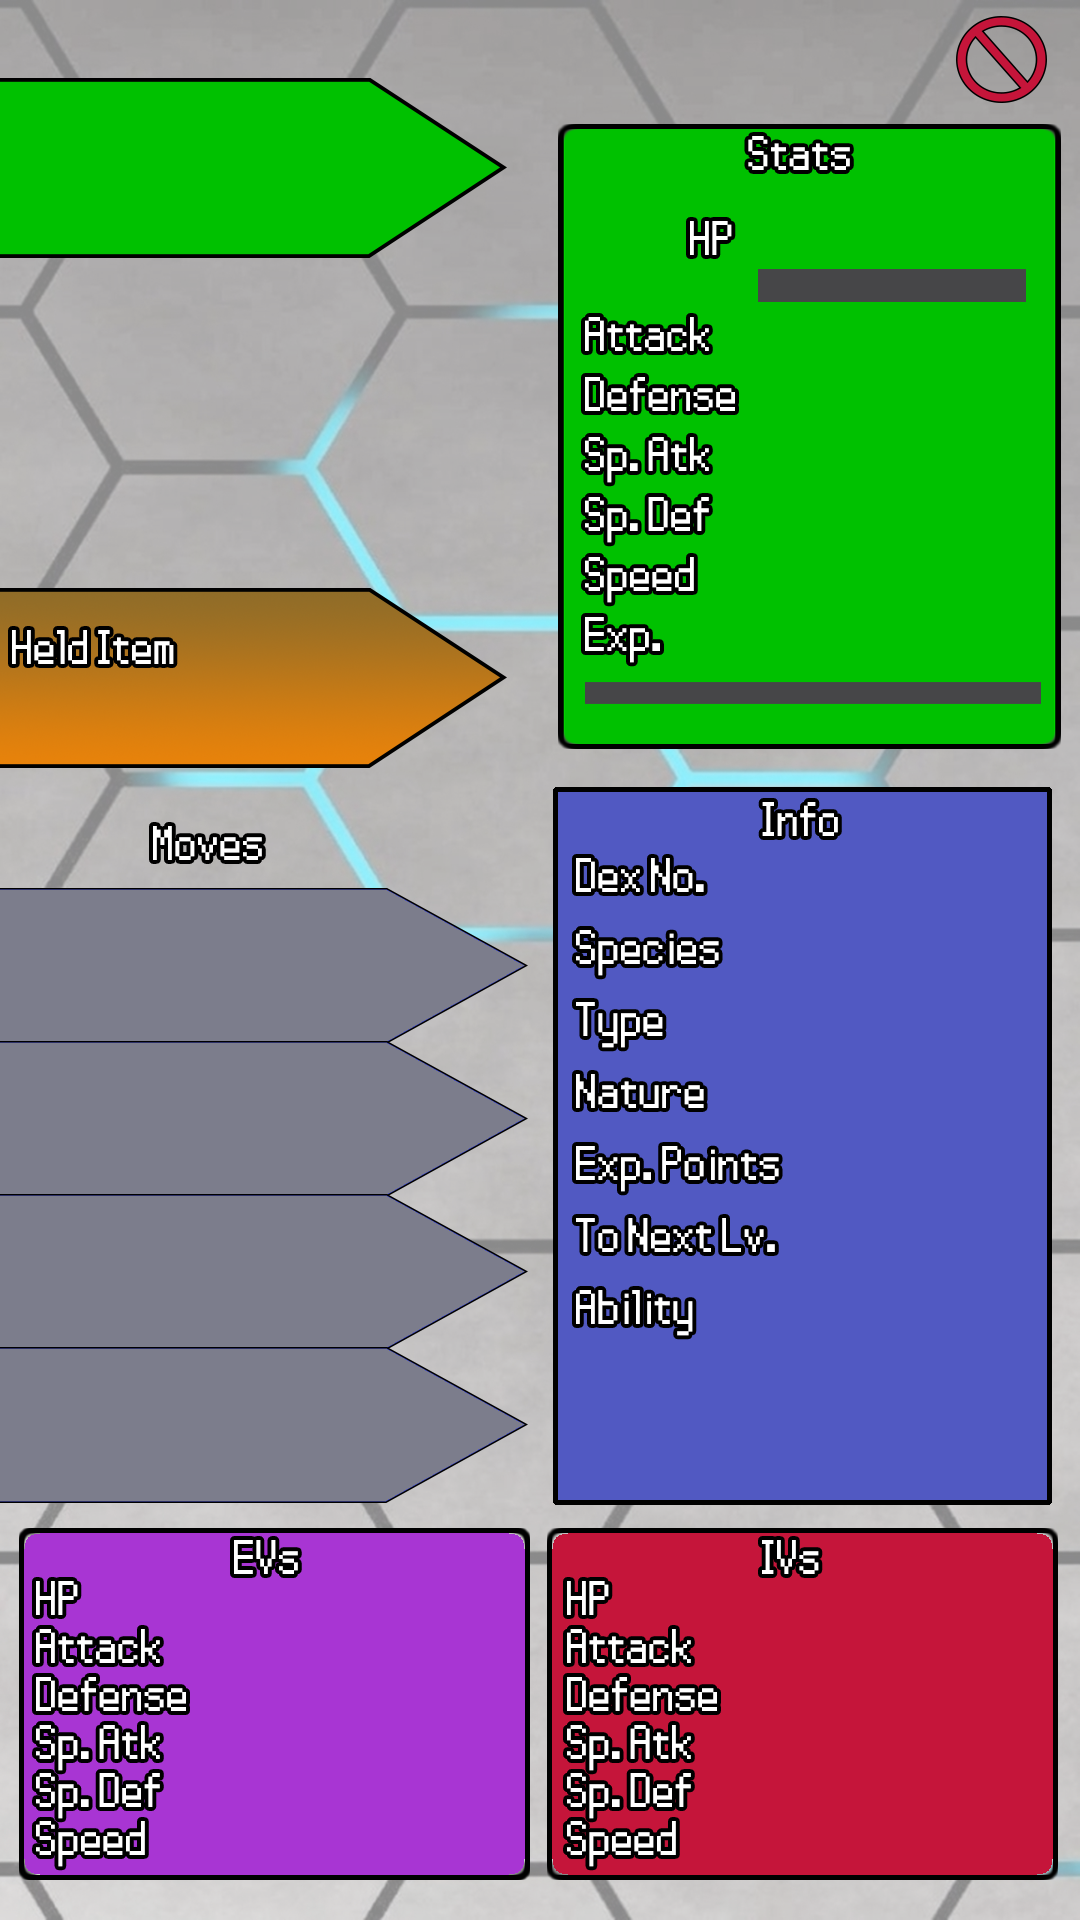 Stats
HP
Attack
Defense
Sp. Atk
Sp. Def
Speed
Exp.
Held Item
Moves
Info
Dex No.
Species
Type
Nature
Exp. Points
To Next Lv.
Ability
EVs
HP
Attack
Defense
Sp. Atk
Sp. Def
Speed
IVs
HP
Attack
Defense
Sp. Atk
Sp. Def
Speed